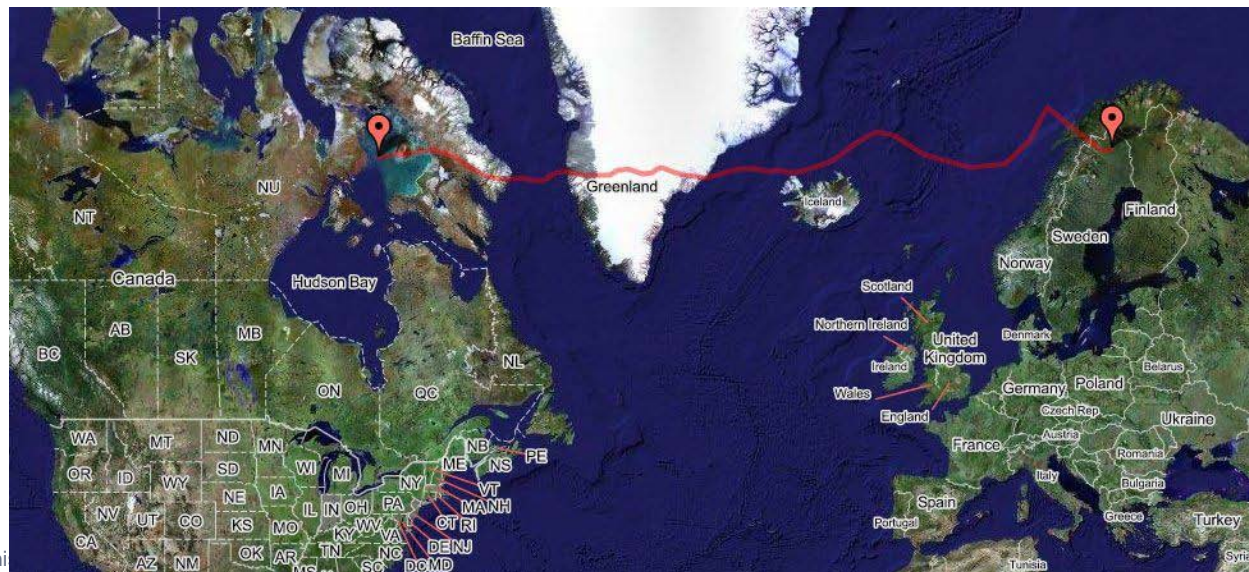 Baffin Sea
NU
Greenland
NT
Iceland
Finland
Sweden
Norway
Canada
Hudson Bay
Scotland
AB
MB
Northern Ireland
United
Kingdom
Denmark
BC
SK
NL
Ireland
Belarus
ON
QC
Wales
Germany
Poland
England
Czech Rep
Ukraine
WA
MT
ND
MN
NB
PE
France
Austria
OR
ID
SD
WI
MI
ME
NS
Romania
WY
NY
VT
Italy
Bulgaria
NE
IA
PA
MA
NH
NV
UT
CO
IL
IN
OH
CT
RI
Portugal
Spain
Greece
Turkey
CA
KS
MO
KY
WV
VA
DE
NJ
AZ
NM
OK
AR
TN
NC
SC
DC
MD
Tunisia
MS
Syri